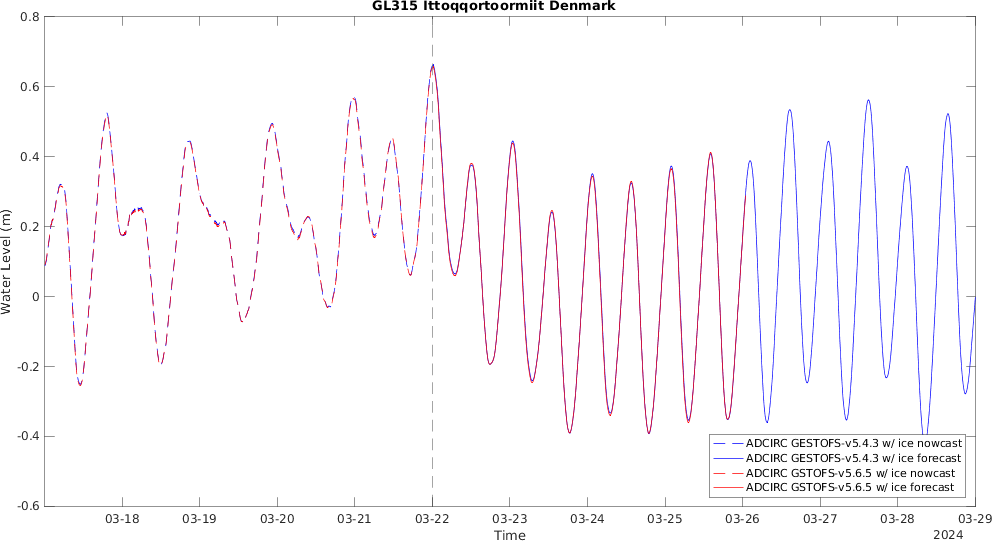 GL315 Ittoqqortoormiit Denmark
0.8
0.6
0.4
0.2
0
-0.2
-0.4
-0.6
Water Level (m)
03-18 03-19 03-20 03-21 03-22 03-23 03-24 03-25 03-26 03-27 03-28 03-29
Time
2024
ADCIRC GESTOFS-v5.4.3 w/ ice nowcast
ADCIRC GESTOFS-v5.4.3 w/ ice forecast
ADCIRC GSTOFS-v5.6.5 w/ ice nowcast
ADCIRC GSTOFS-v5.6.5 w/ ice forecast